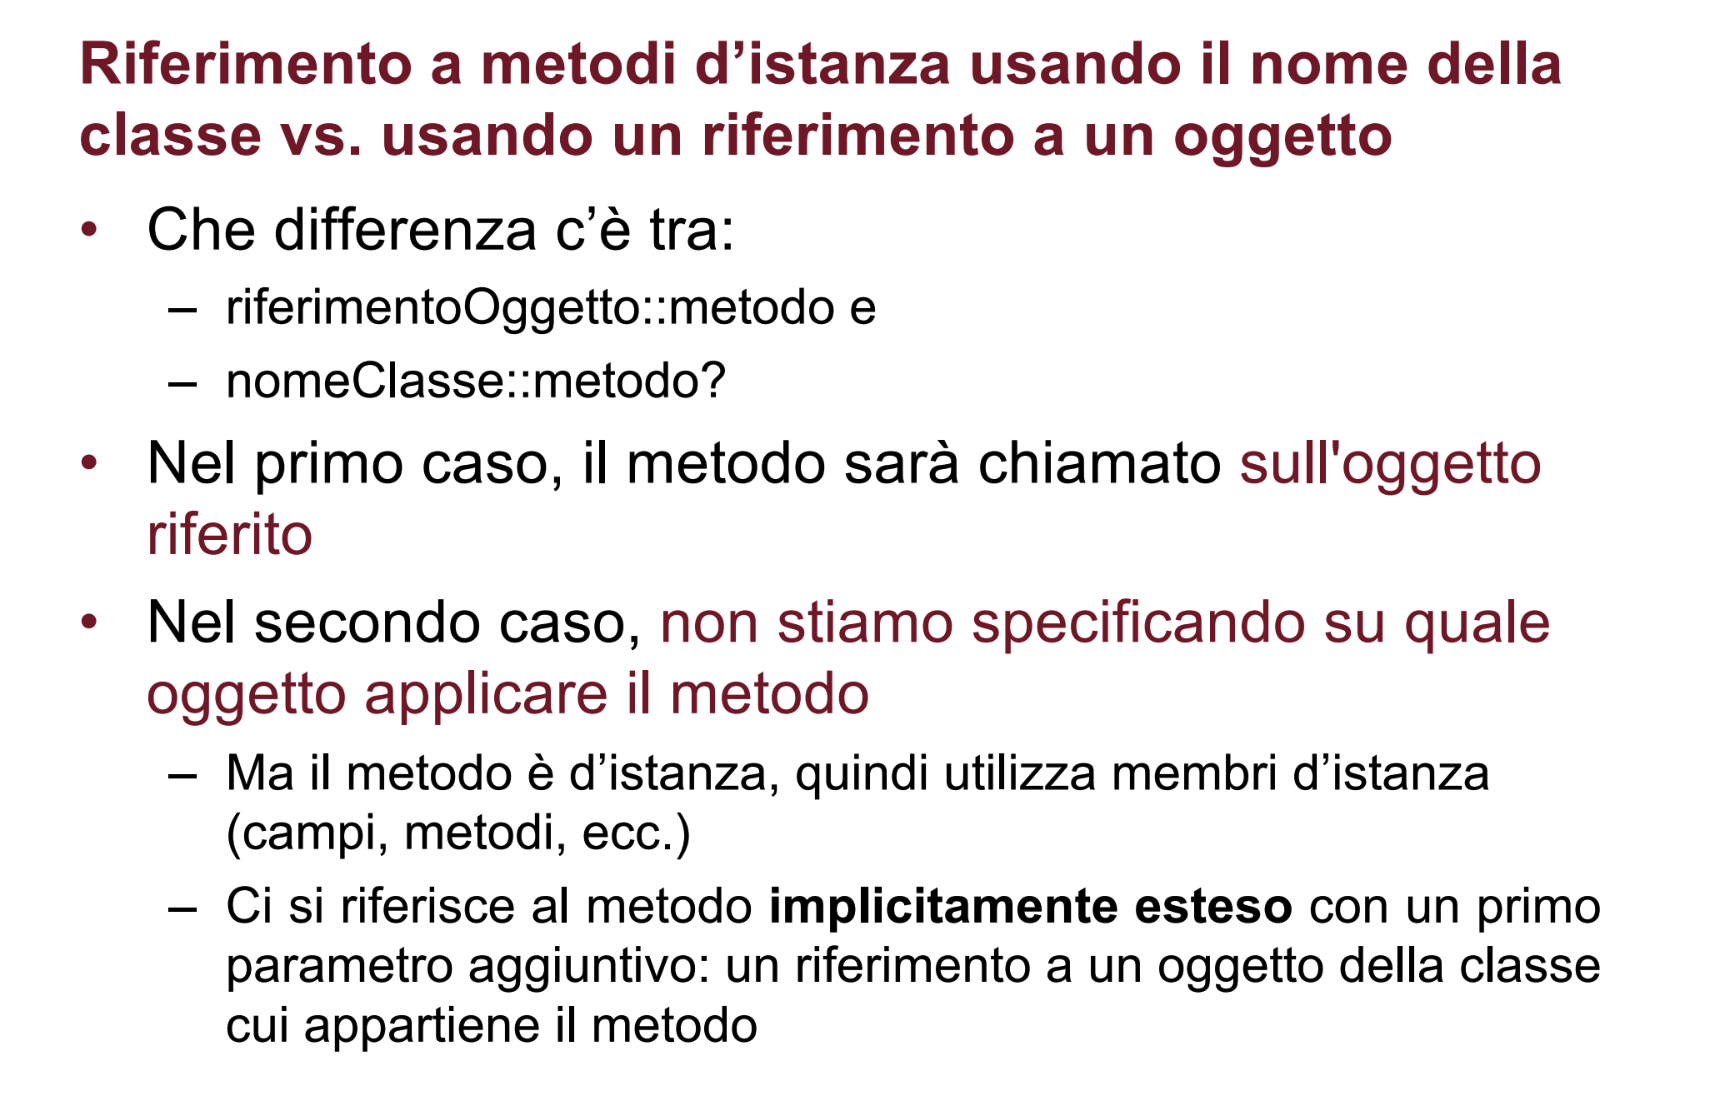 Riferimento a metodi d’istanza usando il nome della
classe vs. usando un riferimento a un oggetto
• Che differenza c’è tra:
– riferimentoOggetto::metodo e
– nomeClasse::metodo?
• Nel primo caso, il metodo sarà chiamato sull'oggetto
riferito
• Nel secondo caso, non stiamo specificando su quale
oggetto applicare il metodo
– Ma il metodo è d’istanza, quindi utilizza membri d’istanza
(campi, metodi, ecc.)
– Ci si riferisce al metodo implicitamente esteso con un primo
parametro aggiuntivo: un riferimento a un oggetto della classe
cui appartiene il metodo